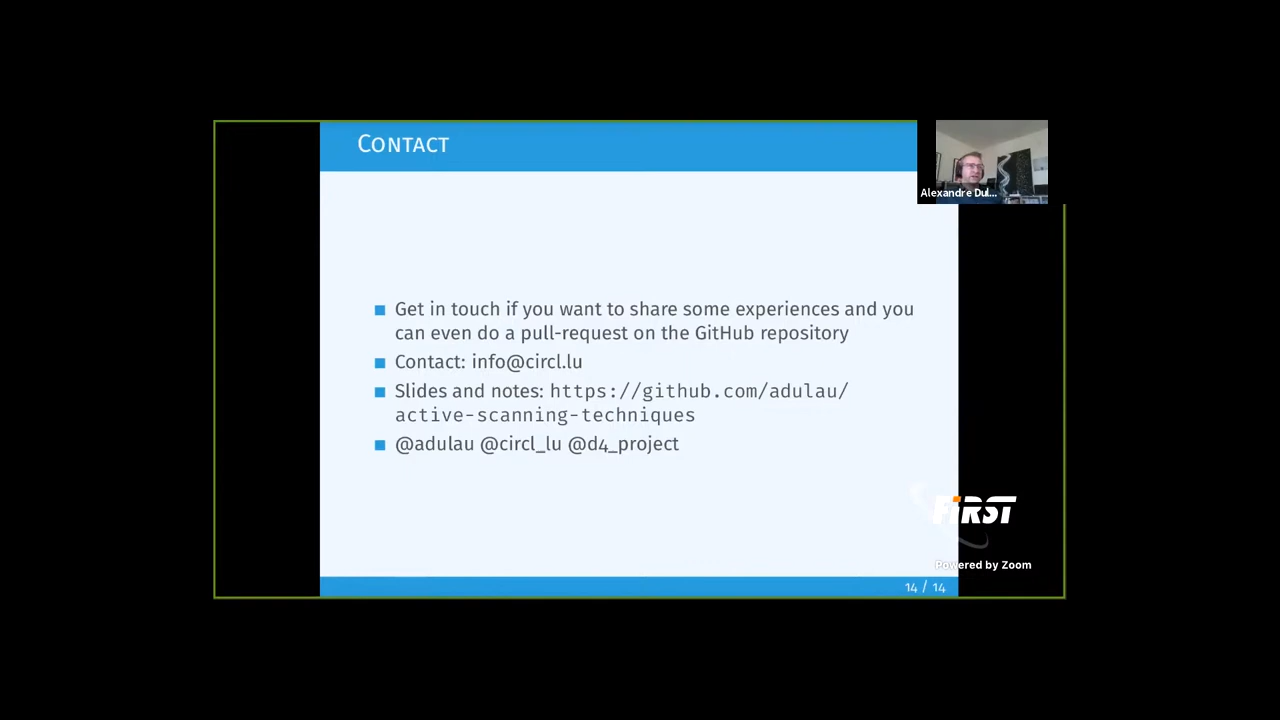 CONTACT
Alexandre Dul...
Get in touch if you want to share some experiences and you
can even do a pull-request on the GitHub repository
Contact: info@circl.lu
Slides and notes: https://github.com/adulau/
active-scanning-techniques
@adulau @circl_lu @d4_project
FiRST
Powered by Zoom
14 / 14